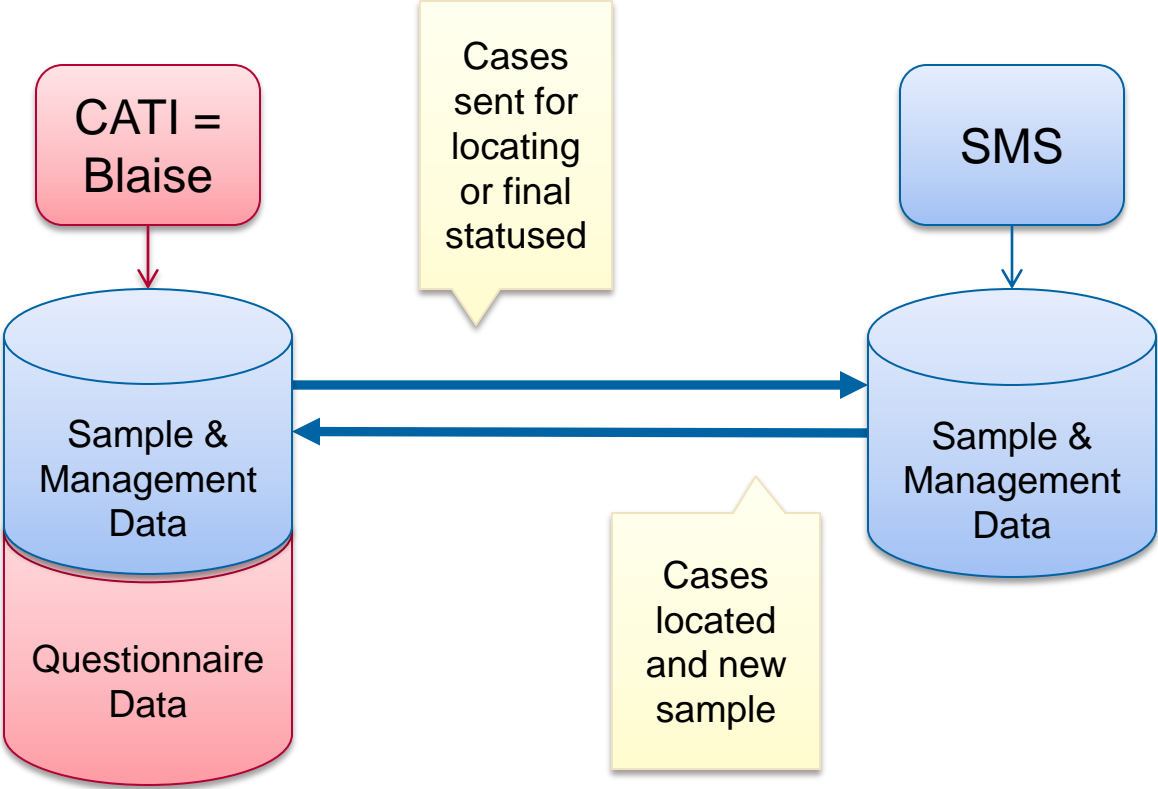 CATI =
Blaise
Cases
sent for
locating
or final
statused
SMS
Sample &
Management
Data
Sample &
Management
Data
Questionnaire
Data
Cases
located
and new
sample